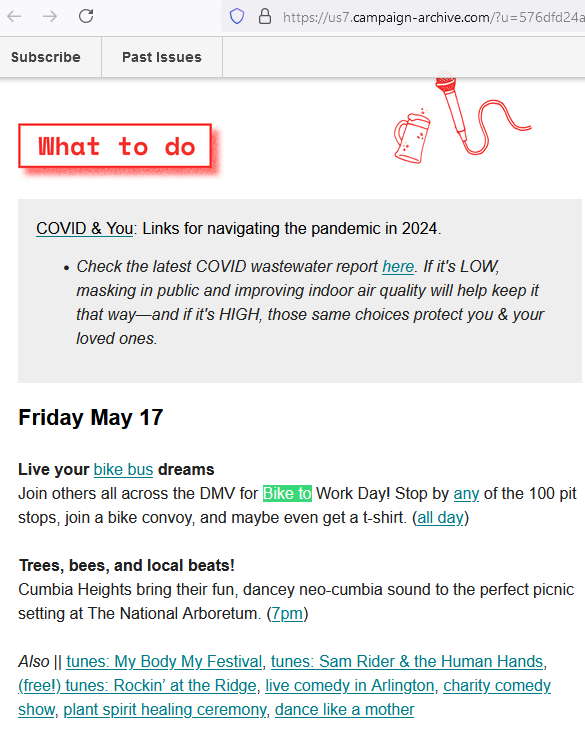 https://us7.campaign-archive.com/?u=576dfd24a
Subscribe
Past Issues
What to do
COVID & You: Links for navigating the pandemic in 2024.
• Check the latest COVID wastewater report here. If it's LOW,
masking in public and improving indoor air quality will help keep it
that way—and if it's HIGH, those same choices protect you & your
loved ones.
Friday May 17
Live your bike bus dreams
Join others all across the DMV for Bike to Work Day! Stop by any of the 100 pit
stops, join a bike convoy, and maybe even get a t-shirt. (all day)
Trees, bees, and local beats!
Cumbia Heights bring their fun, dancey neo-cumbia sound to the perfect picnic
setting at The National Arboretum. (7pm)
Also || tunes: My Body My Festival, tunes: Sam Rider & the Human Hands,
(free!) tunes: Rockin’ at the Ridge, live comedy in Arlington, charity comedy
show, plant spirit healing ceremony, dance like a mother